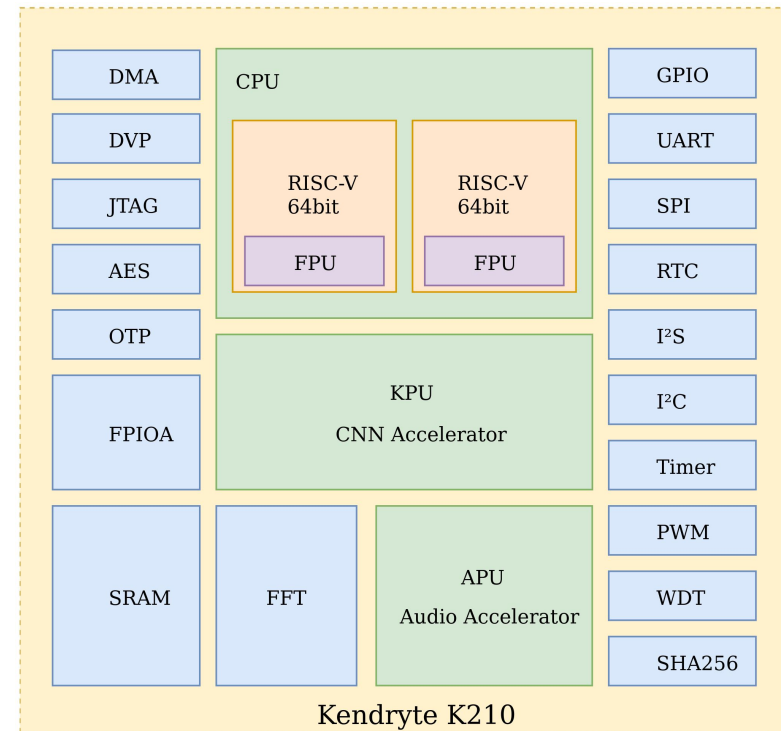 DMA
DVP
JTAG
AES
OTP
FPIOA
SRAM
CPU
RISC-V
64bit
FPU
RISC-V
64bit
FPU
KPU
CNN Accelerator
FFT
APU
Audio Accelerator
GPIO
UART
SPI
RTC
I²S
I²C
Timer
PWM
WDT
SHA256
Kendryte K210